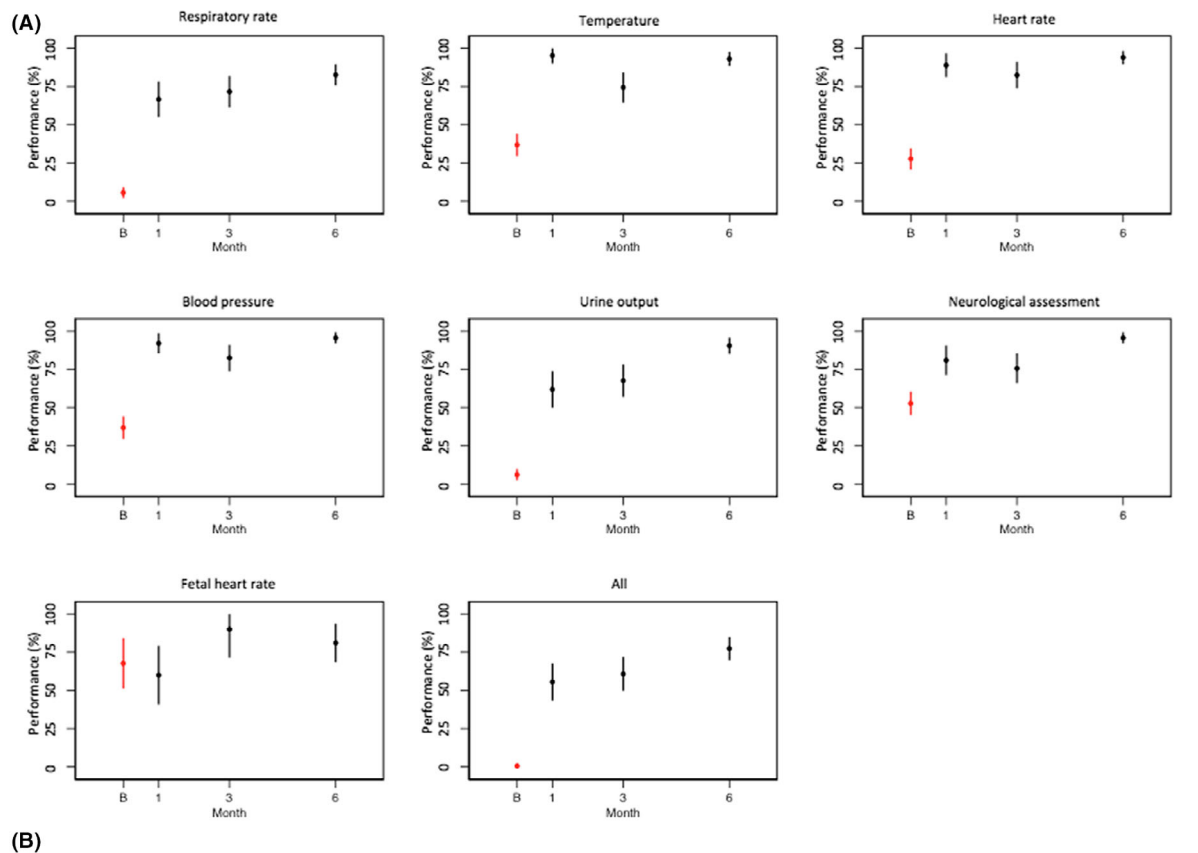 (A)
Respiratory rate
Performance (%)
100
75
50
25
0
B 1 3 6
Month
Temperature
Performance (%)
100
75
50
25
0
B 1 3 6
Month
Heart rate
Performance (%)
100
75
50
25
0
B 1 3 6
Month
Blood pressure
Performance (%)
100
75
50
25
0
B 1 3 6
Month
Urine output
Performance (%)
100
75
50
25
0
B 1 3 6
Month
Neurological assessment
Performance (%)
100
75
50
25
0
B 1 3 6
Month
Fetal heart rate
Performance (%)
100
75
50
25
0
B 1 3 6
Month
All
Performance (%)
100
75
50
25
0
B 1 3 6
Month
(B)